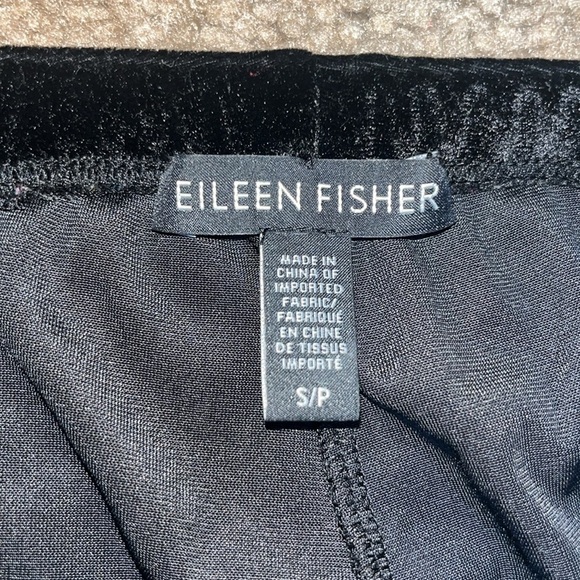 EILEEN FISHER
MADE IN
CHINA OF
IMPORTED
FABRIC/
FABRIQUÉ
EN CHINE
DE TISSUS
IMPORTÉ
S/P